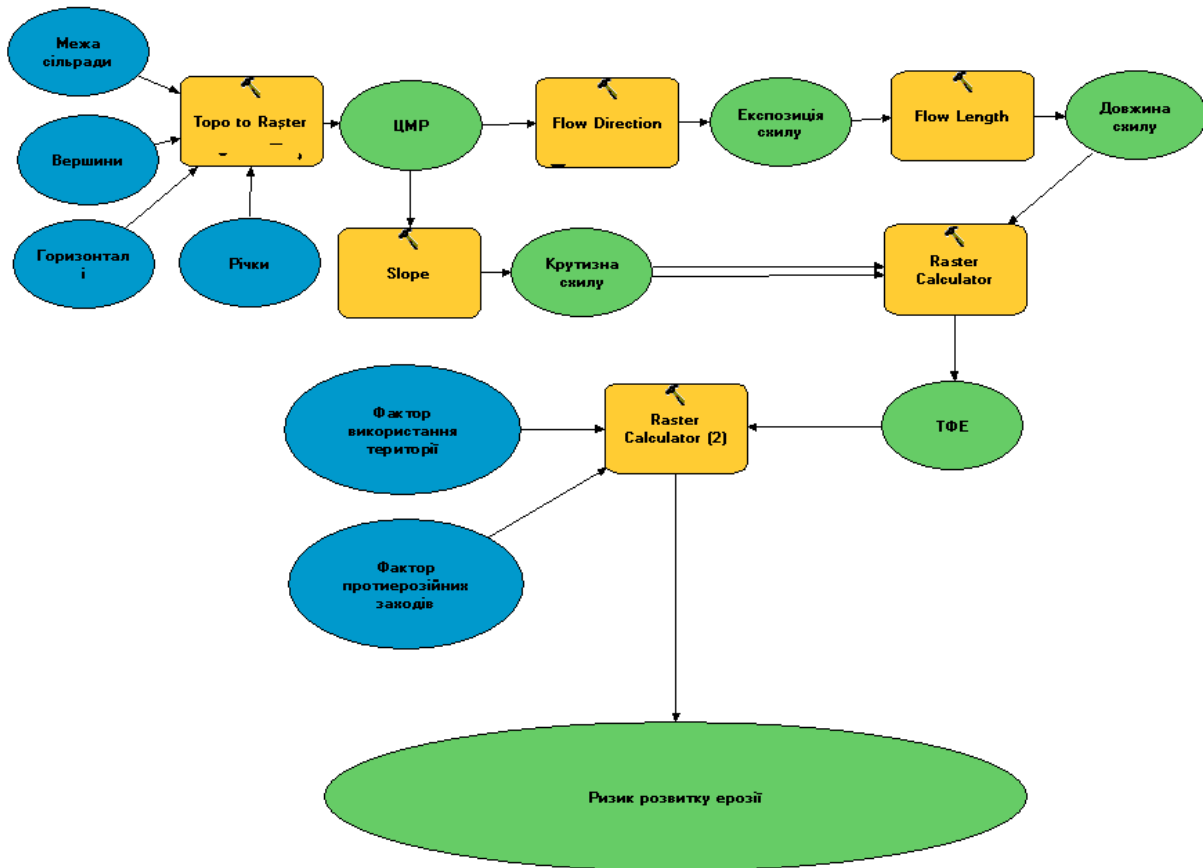 Межа
сільради
Topo to Raster
Вершини
Горизонтал
і
Річки
ЦМР
Flow Direction
Експозиція
схилу
Flow Length
Довжина
схилу
Slope
Крутизна
схилу
Raster
Calculator
Фактор
використання
території
Raster
Calculator (2)
ТФЕ
Фактор
протиерозійних
заходів
Ризик розвитку ерозії